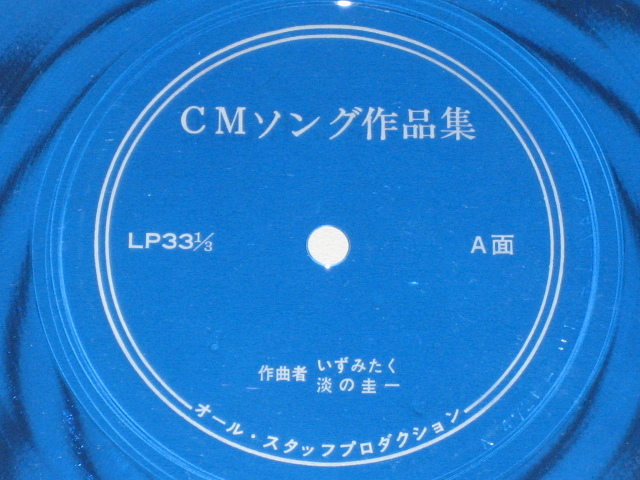 CMソング作品集
LP33⅓
A面
作曲者 いずみたく
淡の圭一
オール・スタッフプロダクション